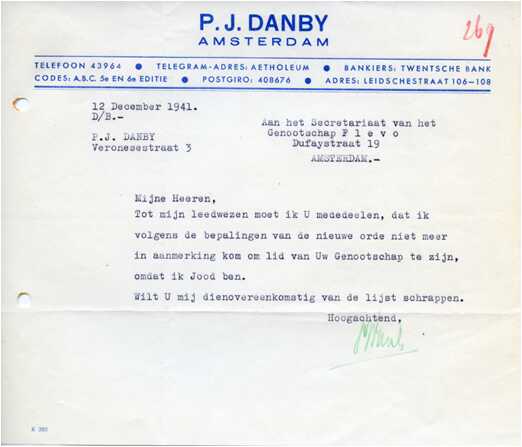 P.J. DANBY
AMSTERDAM
269
TELEFOON 43964 ● TELEGRAM-ADRES: AETHOLEUM ● BANKIERS: TWENTSCHE BANK
CODES: A.B.C. 5e EN 6e EDITIE ● POSTGIRO: 408676 ● ADRES: LEIDSCHESTRAAT 106-108
12 December 1941.
D/B.-
P.J. DANBY
Veronesestraat 3
Aan het Secretariaat van het
Genootschap F l e v o
Dufaystraat 19
AMSTERDAM.-
Mijne Heeren,
Tot mijn leedwezen moet ik U mededeelen, dat ik
volgens de bepalingen van de nieuwe orde niet meer
in aanmerking kom om lid van Uw Genootschap te zijn,
omdat ik Jood ben.
Wilt U mij dienovereenkomstig van de lijst schrappen.
Hoogachtend,